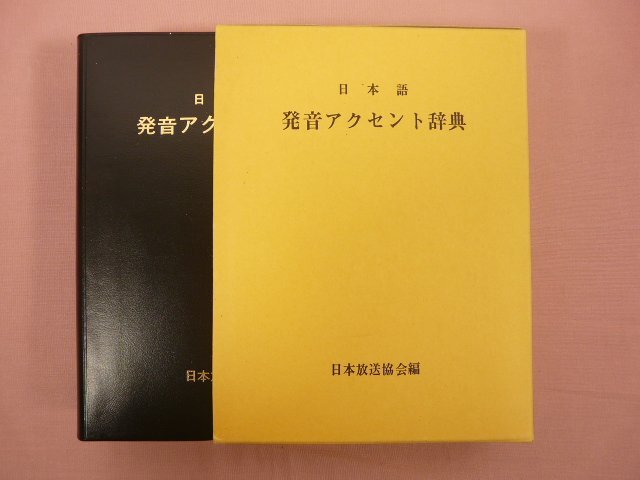 日
発音アク
日本
日本語
発音アクセント辞典
日本放送協会編